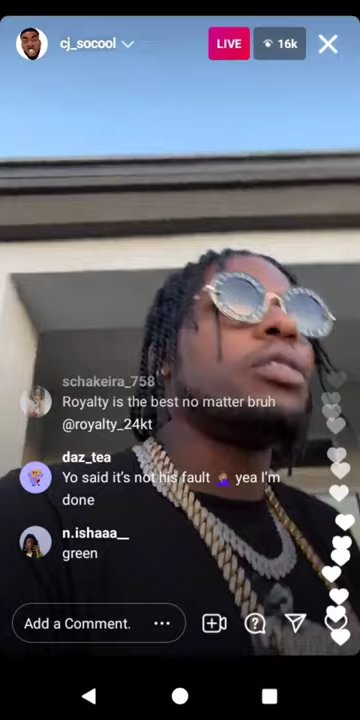 cj_socool
LIVE
16k
schakeira_758
Royalty is the best no matter bruh
@royalty_24kt
daz_tea
Yo said it's not his fault 🤦🏾‍♀️ yea I'm
done
n.ishaaa__
green
Add a Comment.